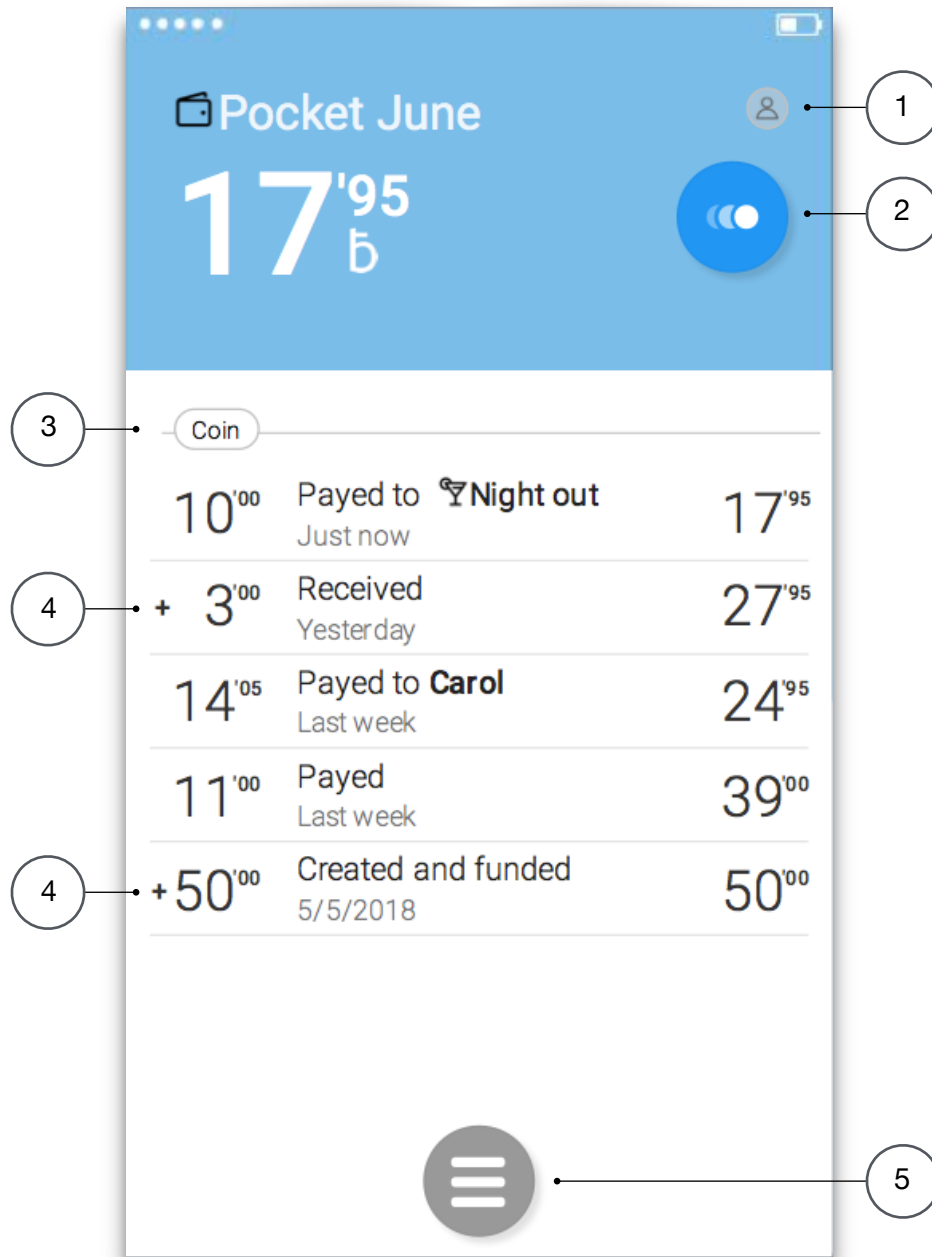 Pocket June
1
17'95
ƀ
2
3
Coin
10'00 Payed to Night out 17'95
Just now
4
+ 3'00 Received 27'95
Yesterday
14'05 Payed to Carol 24'95
Last week
11'00 Payed 39'00
Last week
4
+50'00 Created and funded 50'00
5/5/2018
5